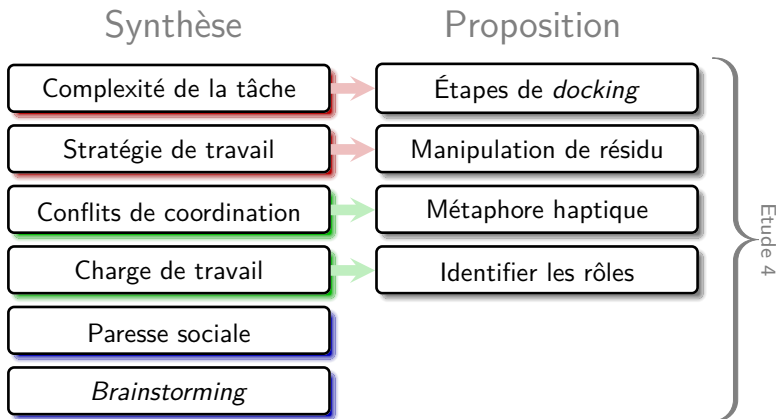 Synthèse
Proposition
Complexité de la tâche
Étapes de docking
Stratégie de travail
Manipulation de résidu
Conflits de coordination
Métaphore haptique
Charge de travail
Identifier les rôles
Paresse sociale
Brainstorming
Etude 4